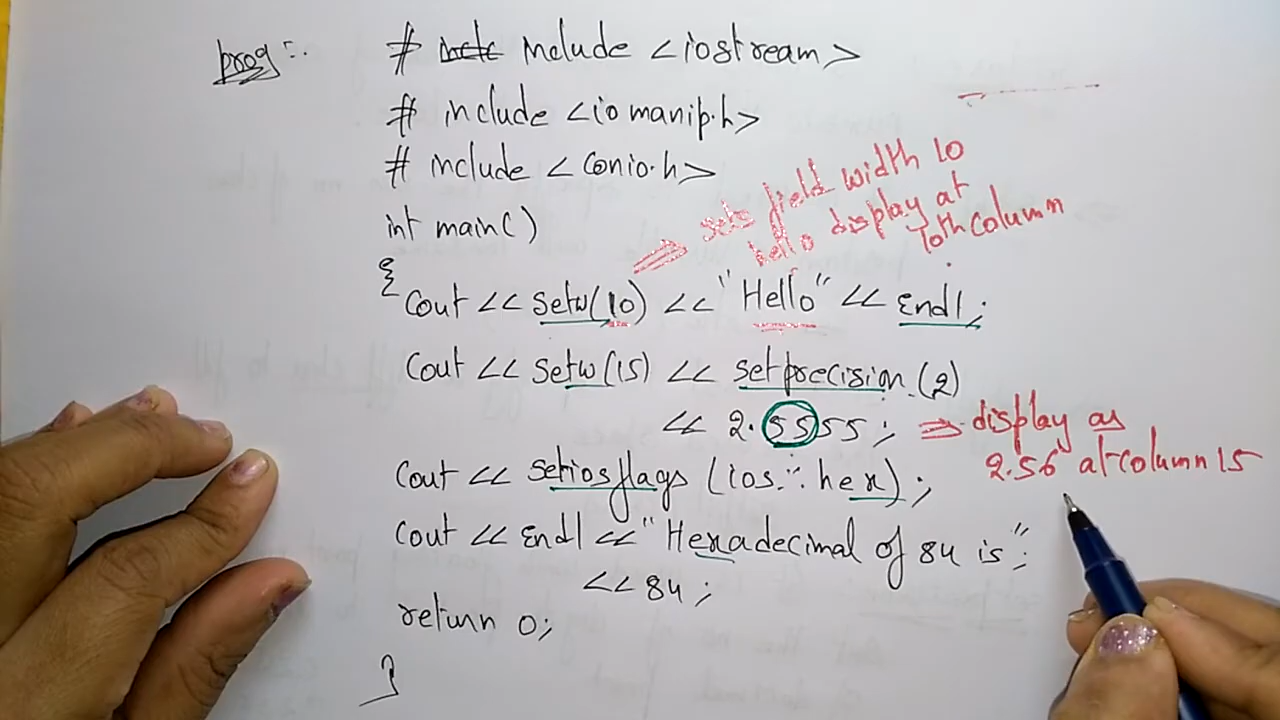 prog:-
# include <iostream>
# include <iomanip.h>
# include <conio.h>
int main()
{
cout << setw(10) << "Hello" << endl;
⇒ sets field width 10
hello display at
10th column
cout << setw(15) << setprecision(2)
<< 2.5555; ⇒ display as
2.56 at column 15
cout << setiosflags (ios::hex);
cout << endl << "Hexadecimal of 84 is";
<< 84;
return 0;
}